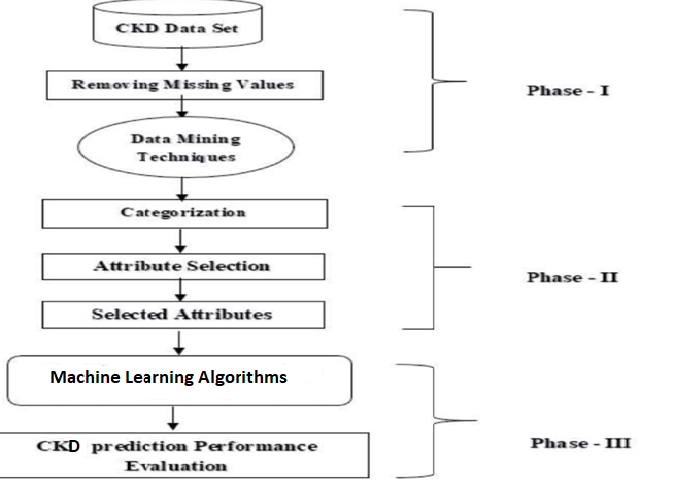 CKD Data Set
Removing Missing Values
Phase - I
Data Mining
Techniques
Categorization
Attribute Selection
Phase - II
Selected Attributes
Machine Learning Algorithms
CKD prediction Performance
Evaluation
Phase - III